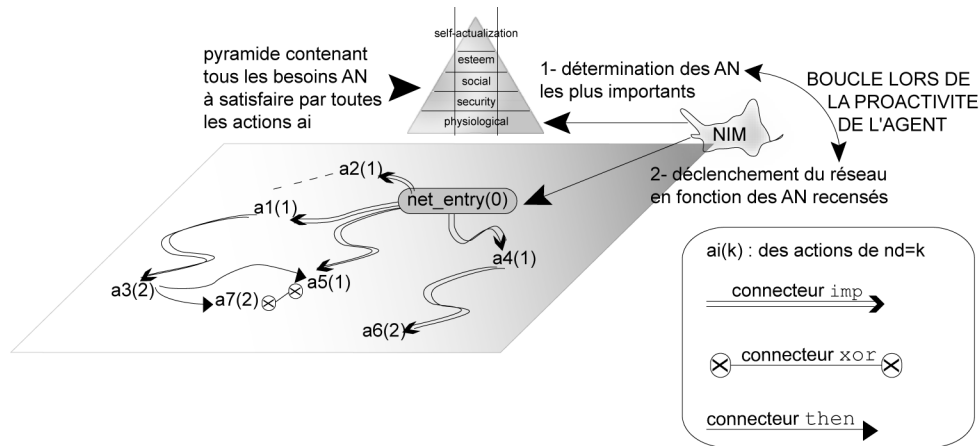 self-actualization
esteem
social
security
physiological
pyramide contenant
tous les besoins AN
à satisfaire par toutes
les actions ai
1- détermination des AN
les plus importants
BOUCLE LORS DE
LA PROACTIVITE
DE L'AGENT
NIM
2- déclenchement du réseau
en fonction des AN recensés
a2(1)
net_entry(0)
a1(1)
a4(1)
a3(2)
a7(2)
a5(1)
a6(2)
ai(k) : des actions de nd=k
connecteur imp
connecteur xor
connecteur then